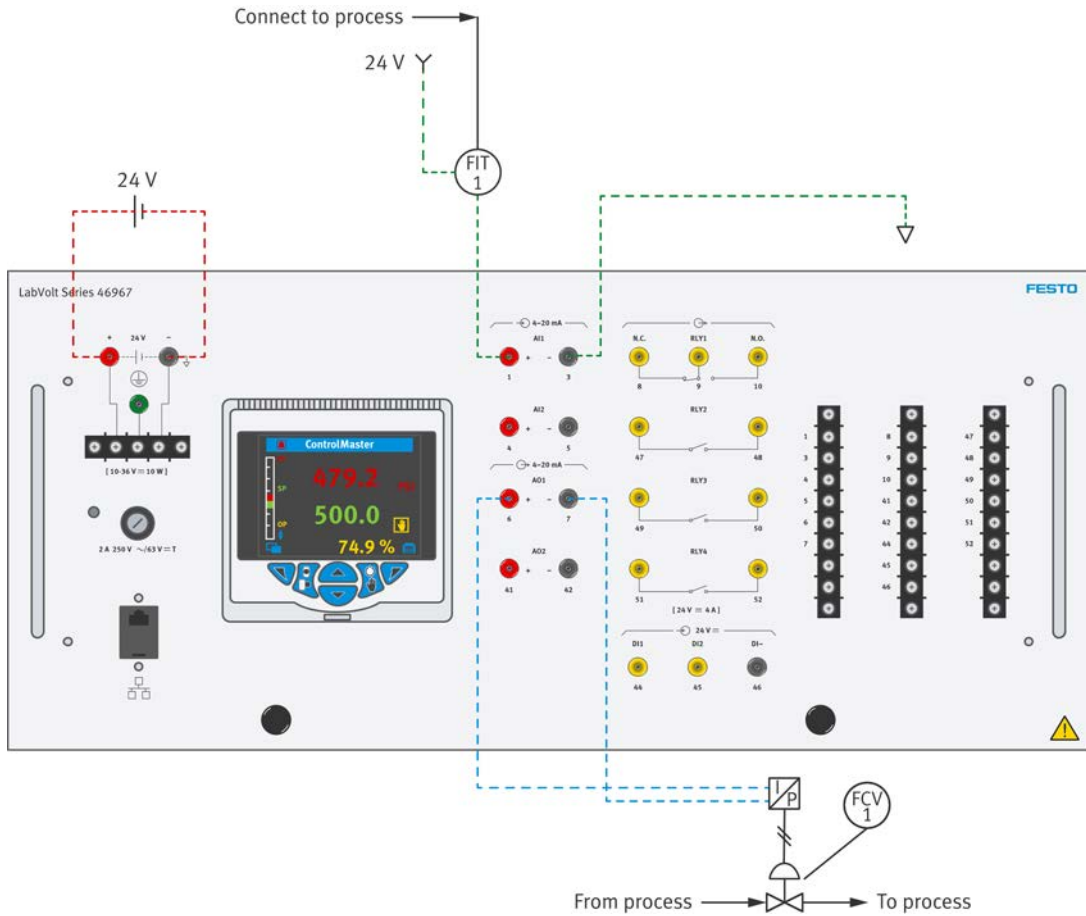 Connect to process
24 V
FIT
1
24 V
LabVolt Series 46967
FESTO
+ 24 V −
4–20 mA
AI1
+ −
1 3
N.C. RLY1 N.O.
8 9 10
AI2
+ −
4 5
RLY2
47 48
[ 10-36 V 10 W ]
ControlMaster
SP
479.2
500.0
OP
74.9 %
4–20 mA
AO1
+ −
6 7
RLY3
49 50
2 A 250 V ~/63 V T
AO2
+ −
41 42
RLY4
51 52
[ 24 V 4 A ]
24 V
DI1 DI2 DI−
44 45 46
1
3
4
5
6
7
8
9
10
41
42
44
45
46
47
48
49
50
51
52
I
P
FCV
1
From process
To process